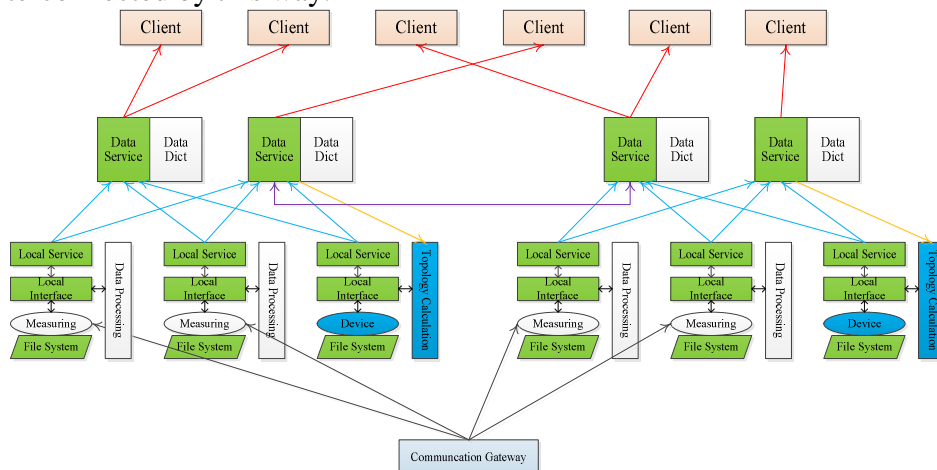 Client Client Client Client Client Client
Data Service Data Dict Data Service Data Dict Data Service Data Dict Data Service Data Dict
Local Service Local Service Local Service Local Service Local Service Local Service
Local Interface Local Interface Local Interface Local Interface Local Interface Local Interface
Measuring Measuring Device Measuring Measuring Device
File System File System File System File System File System File System
Data Processing Data Processing Topology Calculation Data Processing Data Processing Topology Calculation
Communcation Gateway